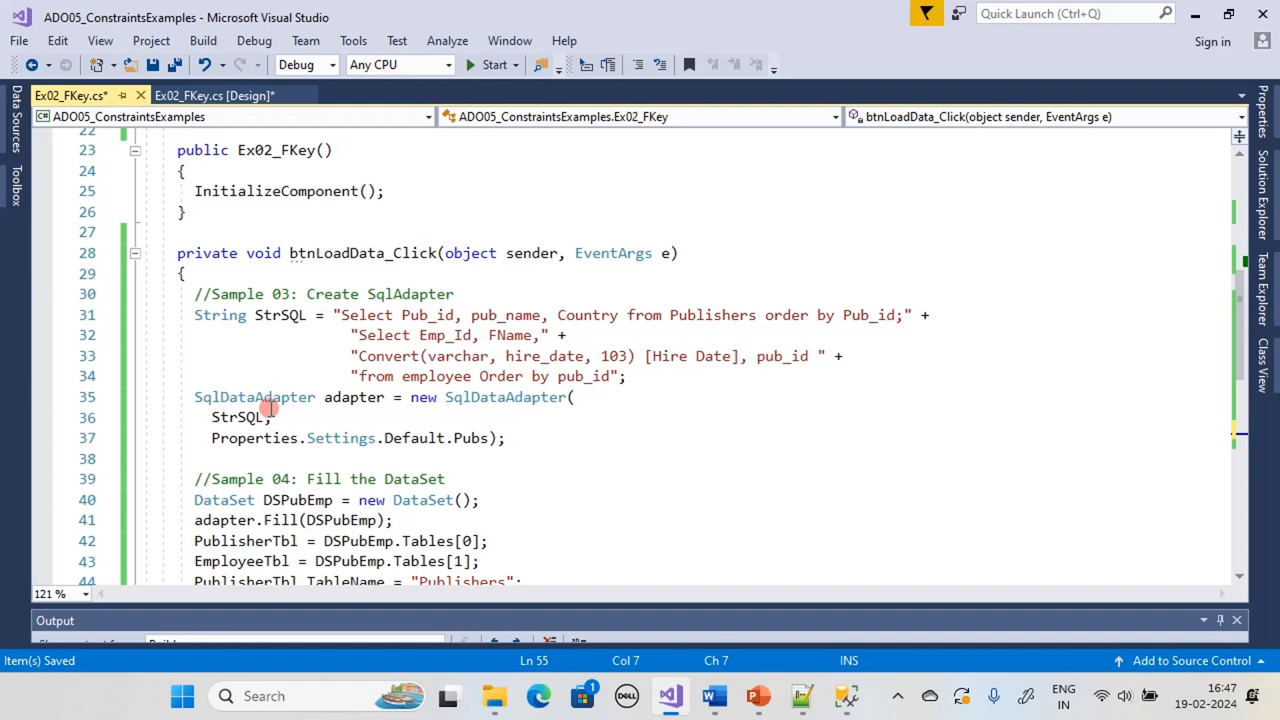 ADO05_ConstraintsExamples - Microsoft Visual Studio
Quick Launch (Ctrl+Q)
File Edit View Project Build Debug Team Tools Test Analyze Window Help
Sign in
Debug Any CPU Start
Ex02_FKey.cs* Ex02_FKey.cs [Design]*
ADO05_ConstraintsExamples ADO05_ConstraintsExamples.Ex02_FKey btnLoadData_Click(object sender, EventArgs e)
Data Sources
Toolbox
Properties
Solution Explorer
Team Explorer
Class View
22
23 public Ex02_FKey()
24 {
25 InitializeComponent();
26 }
27
28 private void btnLoadData_Click(object sender, EventArgs e)
29 {
30 //Sample 03: Create SqlAdapter
31 String StrSQL = "Select Pub_id, pub_name, Country from Publishers order by Pub_id;" +
32 "Select Emp_Id, FName," +
33 "Convert(varchar, hire_date, 103) [Hire Date], pub_id " +
34 "from employee Order by pub_id";
35 SqlDataAdapter adapter = new SqlDataAdapter(
36 StrSQL,
37 Properties.Settings.Default.Pubs);
38
39 //Sample 04: Fill the DataSet
40 DataSet DSPubEmp = new DataSet();
41 adapter.Fill(DSPubEmp);
42 PublisherTbl = DSPubEmp.Tables[0];
43 EmployeeTbl = DSPubEmp.Tables[1];
44 PublisherTbl.TableName = "Publishers";
121 %
Output
Item(s) Saved Ln 55 Col 7 Ch 7 INS Add to Source Control
Search
DELL
1
ENG
IN
16:47
19-02-2024